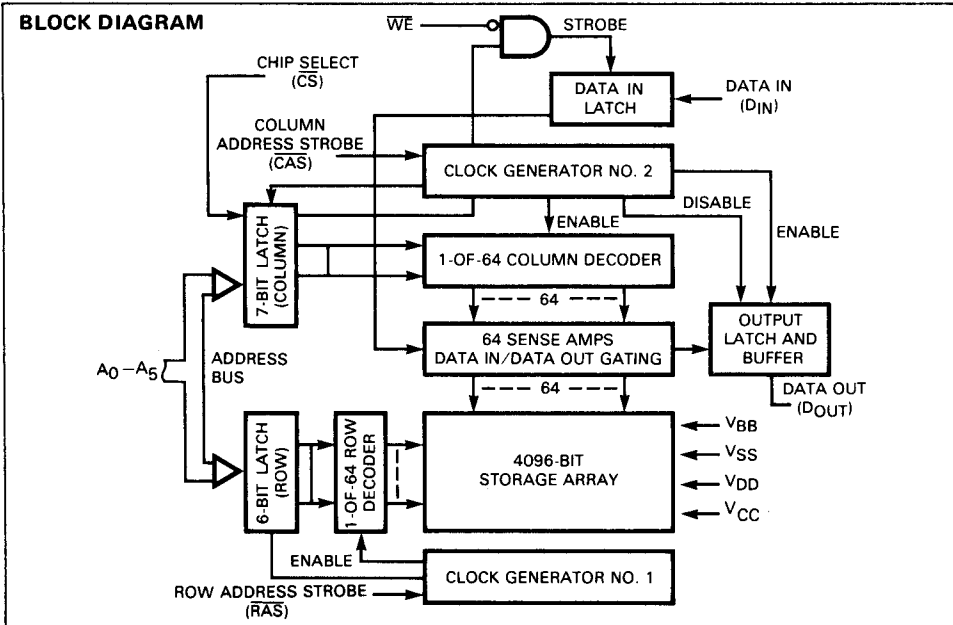 BLOCK DIAGRAM
WE
STROBE
CHIP SELECT
(CS)
DATA IN
LATCH
DATA IN
(DIN)
COLUMN
ADDRESS STROBE
(CAS)
CLOCK GENERATOR NO. 2
DISABLE
ENABLE
ENABLE
7-BIT LATCH
(COLUMN)
1-OF-64 COLUMN DECODER
64
64 SENSE AMPS
DATA IN/DATA OUT GATING
OUTPUT
LATCH AND
BUFFER
A0–A5
ADDRESS
BUS
64
DATA OUT
(DOUT)
6-BIT LATCH
(ROW)
1-OF-64 ROW
DECODER
4096-BIT
STORAGE ARRAY
VBB
VSS
VDD
VCC
ENABLE
CLOCK GENERATOR NO. 1
ROW ADDRESS STROBE
(RAS)